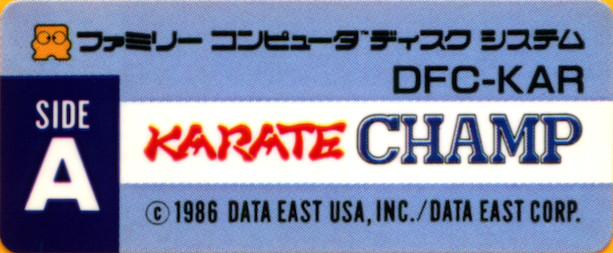 ファミリー コンピュータ ディスク システム
DFC-KAR
SIDE
A
KARATE CHAMP
© 1986 DATA EAST USA, INC./DATA EAST CORP.